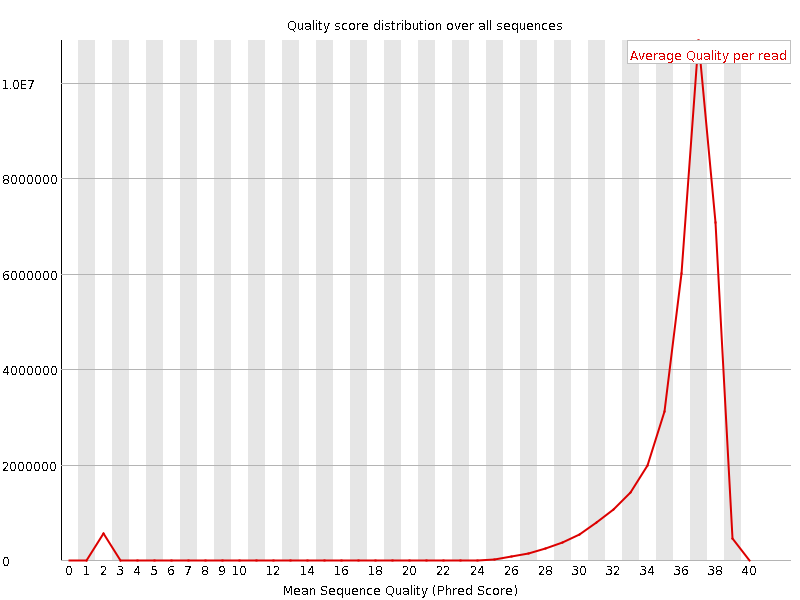 Quality score distribution over all sequences
Average Quality per read
1.0E7
8000000
6000000
4000000
2000000
0
0 1 2 3 4 5 6 7 8 9 10 12 14 16 18 20 22 24 26 28 30 32 34 36 38 40
Mean Sequence Quality (Phred Score)